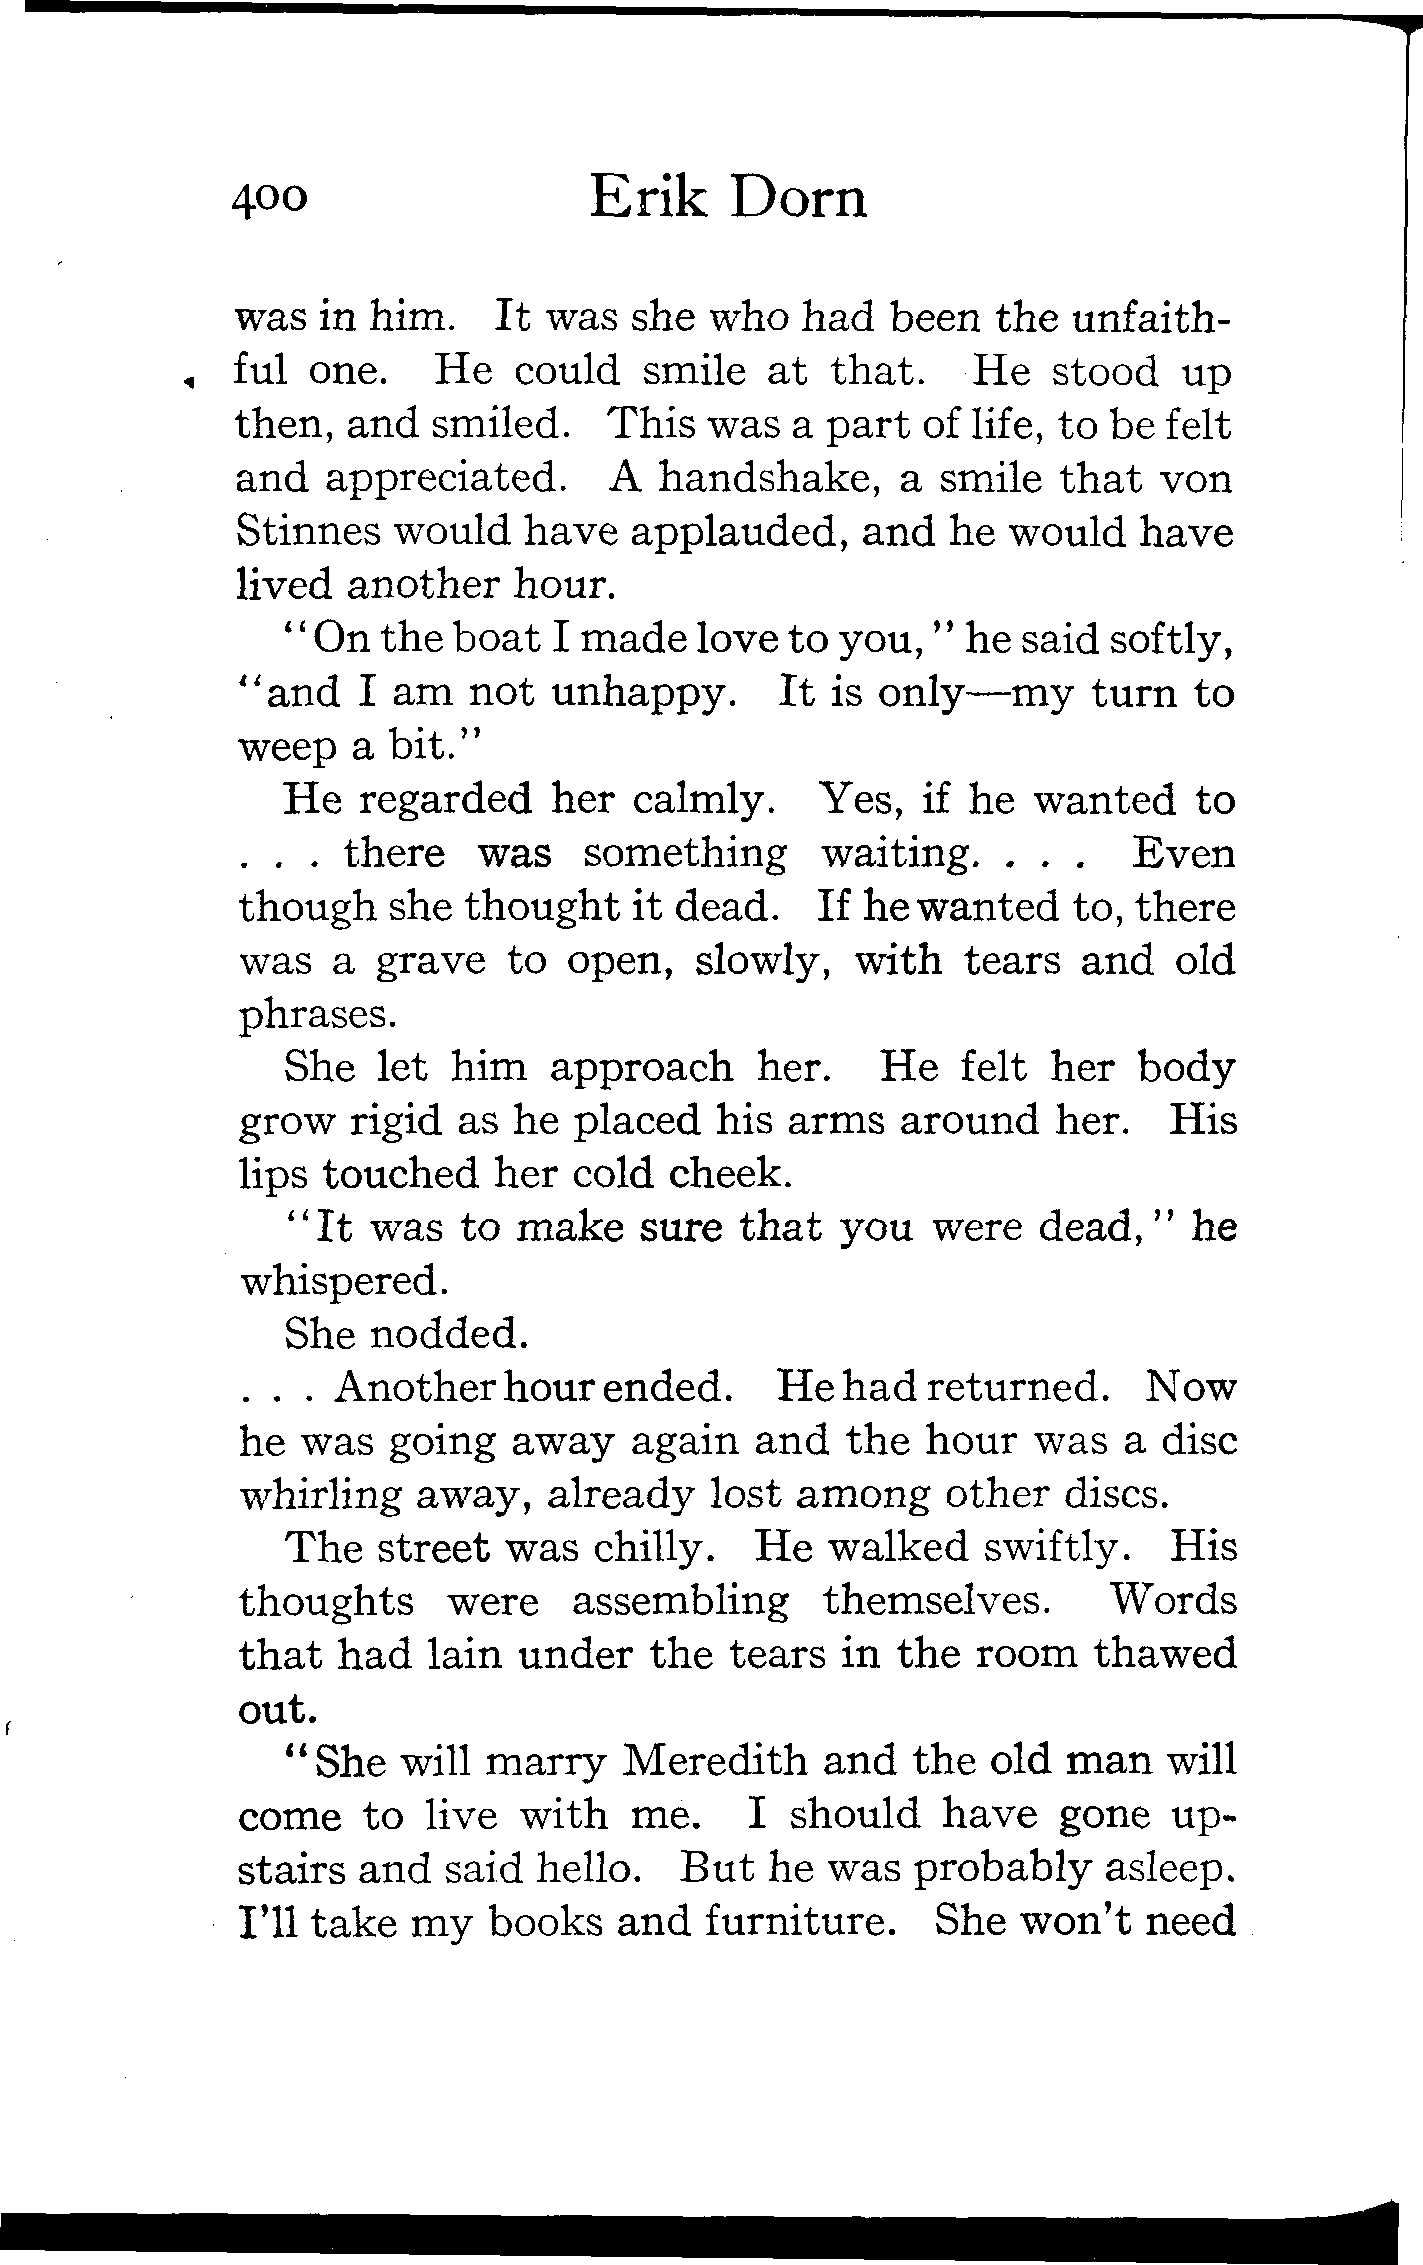 400 Erik Dorn
was in him. It was she who had been the unfaith-
ful one. He could smile at that. He stood up
then, and smiled. This was a part of life, to be felt
and appreciated. A handshake, a smile that von
Stinnes would have applauded, and he would have
lived another hour.
"On the boat I made love to you," he said softly,
"and I am not unhappy. It is only—my turn to
weep a bit."
He regarded her calmly. Yes, if he wanted to
. . . there was something waiting. . . . Even
though she thought it dead. If he wanted to, there
was a grave to open, slowly, with tears and old
phrases.
She let him approach her. He felt her body
grow rigid as he placed his arms around her. His
lips touched her cold cheek.
"It was to make sure that you were dead," he
whispered.
She nodded.
. . . Another hour ended. He had returned. Now
he was going away again and the hour was a disc
whirling away, already lost among other discs.
The street was chilly. He walked swiftly. His
thoughts were assembling themselves. Words
that had lain under the tears in the room thawed
out.
"She will marry Meredith and the old man will
come to live with me. I should have gone up-
stairs and said hello. But he was probably asleep.
I'll take my books and furniture. She won't need